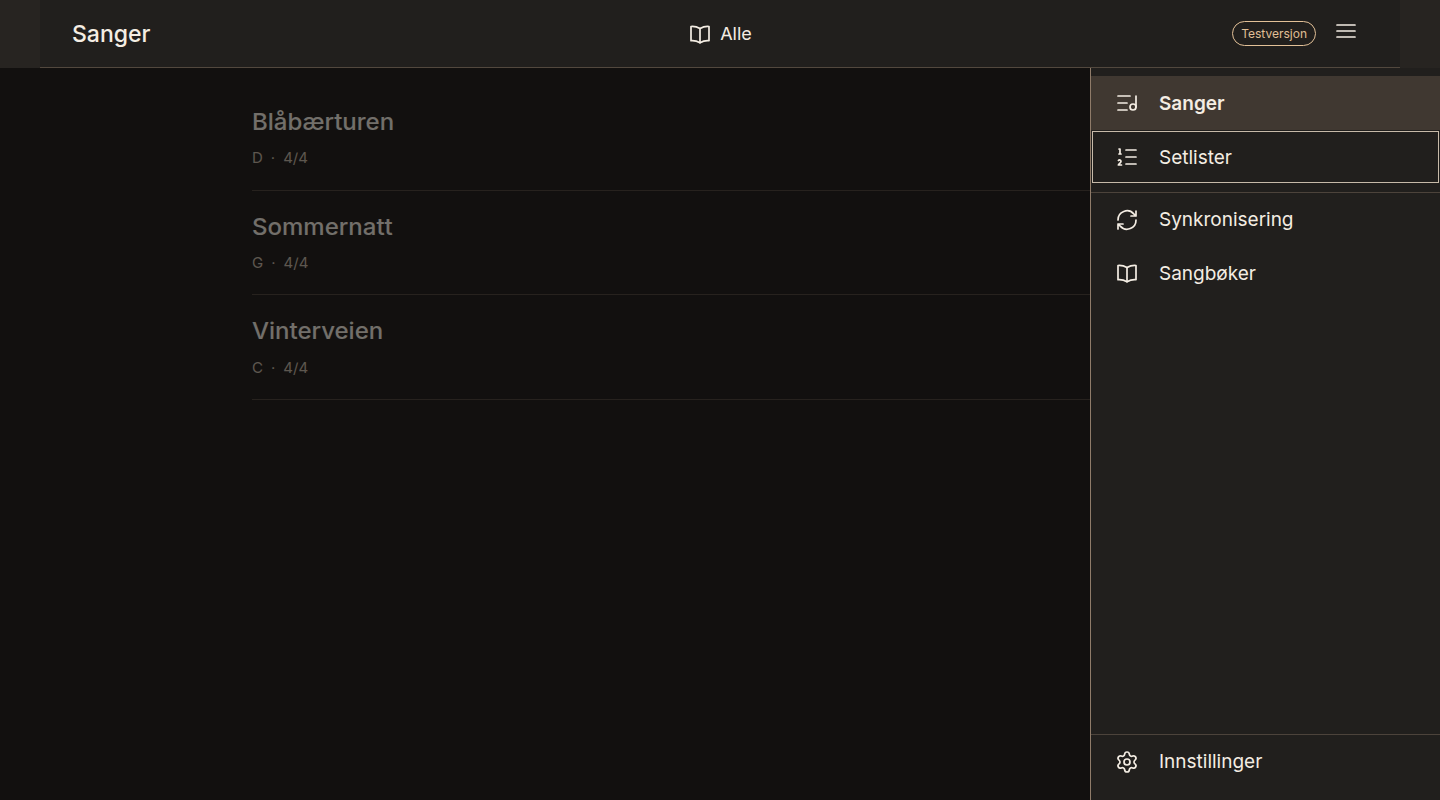 Sanger
Alle
Testversjon
Blåbærturen
D · 4/4
Sommernatt
G · 4/4
Vinterveien
C · 4/4
Sanger
Setlister
Synkronisering
Sangbøker
Innstillinger